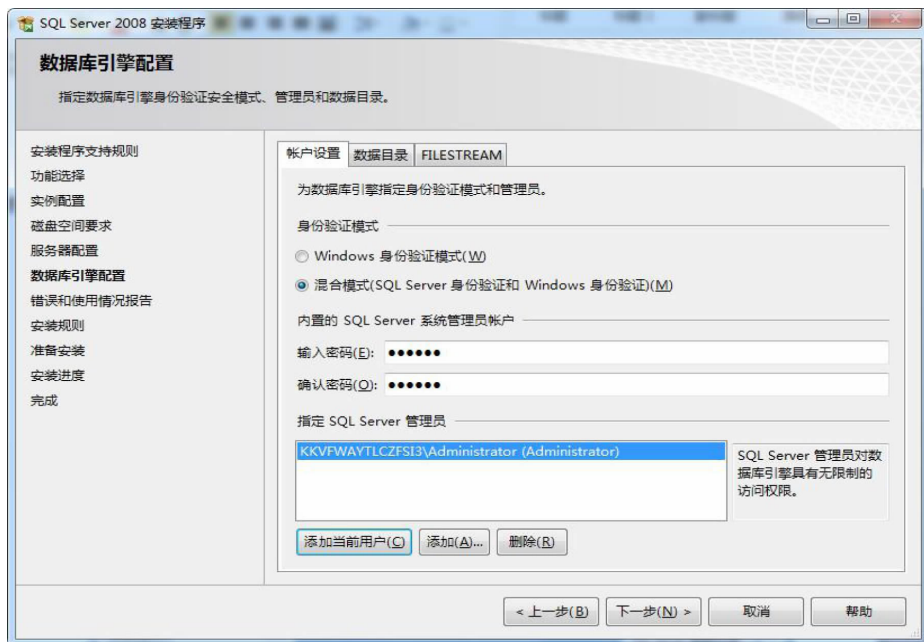 SQL Server 2008 安装程序
数据库引擎配置
指定数据库引擎身份验证安全模式、管理员和数据目录。
安装程序支持规则
功能选择
实例配置
磁盘空间要求
服务器配置
数据库引擎配置
错误和使用情况报告
安装规则
准备安装
安装进度
完成
帐户设置 数据目录 FILESTREAM
为数据库引擎指定身份验证模式和管理员。
身份验证模式
Windows 身份验证模式(W)
混合模式(SQL Server 身份验证和 Windows 身份验证)(M)
内置的 SQL Server 系统管理员帐户
输入密码(E): ●●●●●●
确认密码(O): ●●●●●●
指定 SQL Server 管理员
KKVFWAYTLCZFSI3\Administrator (Administrator)
SQL Server 管理员对数
据库引擎具有无限制的
访问权限。
添加当前用户(C) 添加(A)... 删除(R)
< 上一步(B) 下一步(N) > 取消 帮助